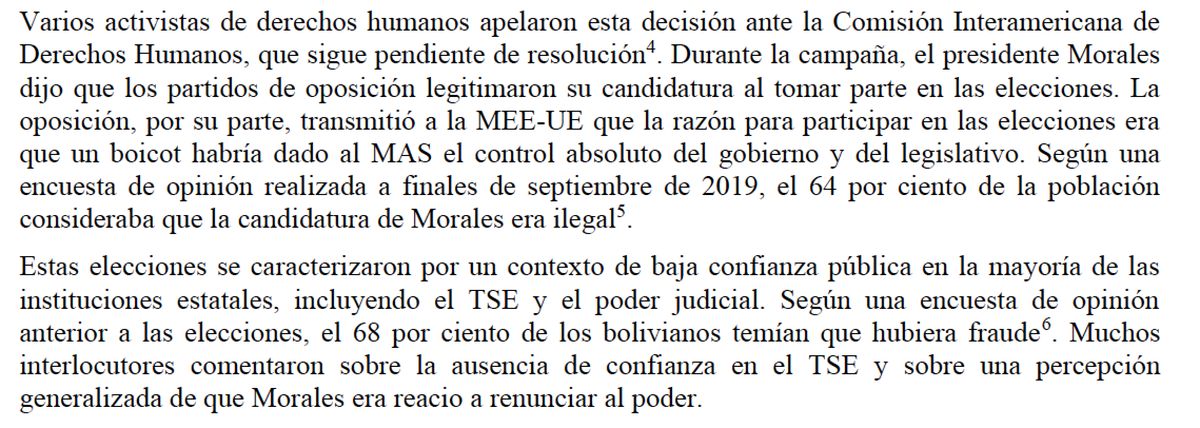 Varios activistas de derechos humanos apelaron esta decisión ante la Comisión Interamericana de
Derechos Humanos, que sigue pendiente de resolución⁴. Durante la campaña, el presidente Morales
dijo que los partidos de oposición legitimaron su candidatura al tomar parte en las elecciones. La
oposición, por su parte, transmitió a la MEE-UE que la razón para participar en las elecciones era
que un boicot habría dado al MAS el control absoluto del gobierno y del legislativo. Según una
encuesta de opinión realizada a finales de septiembre de 2019, el 64 por ciento de la población
consideraba que la candidatura de Morales era ilegal⁵.
Estas elecciones se caracterizaron por un contexto de baja confianza pública en la mayoría de las
instituciones estatales, incluyendo el TSE y el poder judicial. Según una encuesta de opinión
anterior a las elecciones, el 68 por ciento de los bolivianos temían que hubiera fraude⁶. Muchos
interlocutores comentaron sobre la ausencia de confianza en el TSE y sobre una percepción
generalizada de que Morales era reacio a renunciar al poder.